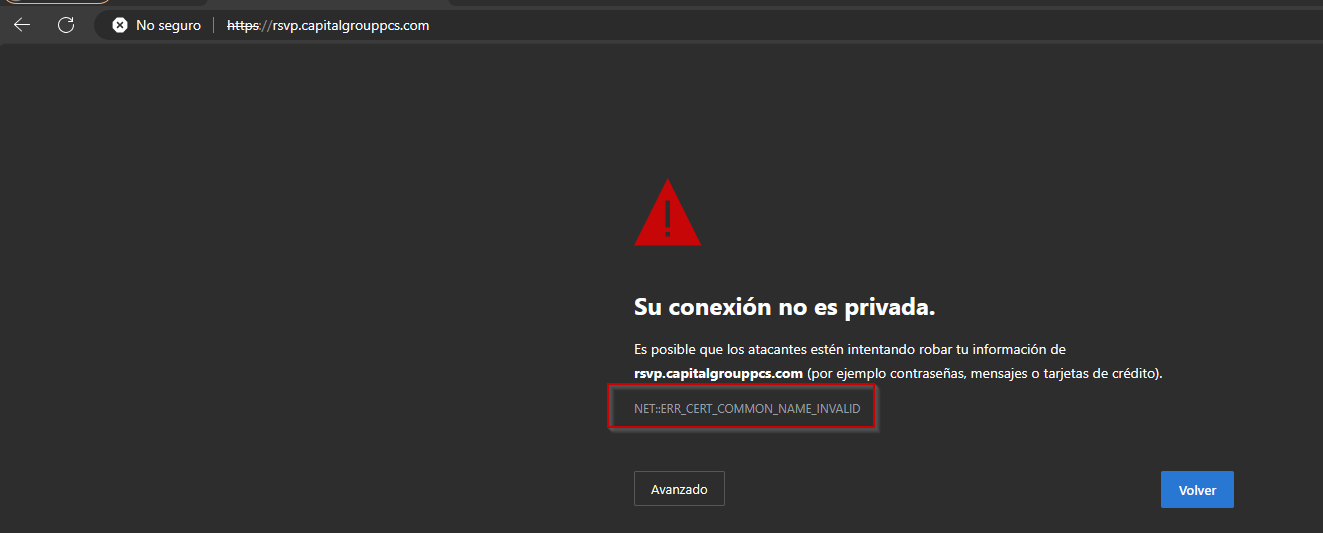 No seguro https://rsvp.capitalgrouppcs.com
Su conexión no es privada.
Es posible que los atacantes estén intentando robar tu información de
rsvp.capitalgrouppcs.com (por ejemplo contraseñas, mensajes o tarjetas de crédito).
NET::ERR_CERT_COMMON_NAME_INVALID
Avanzado
Volver